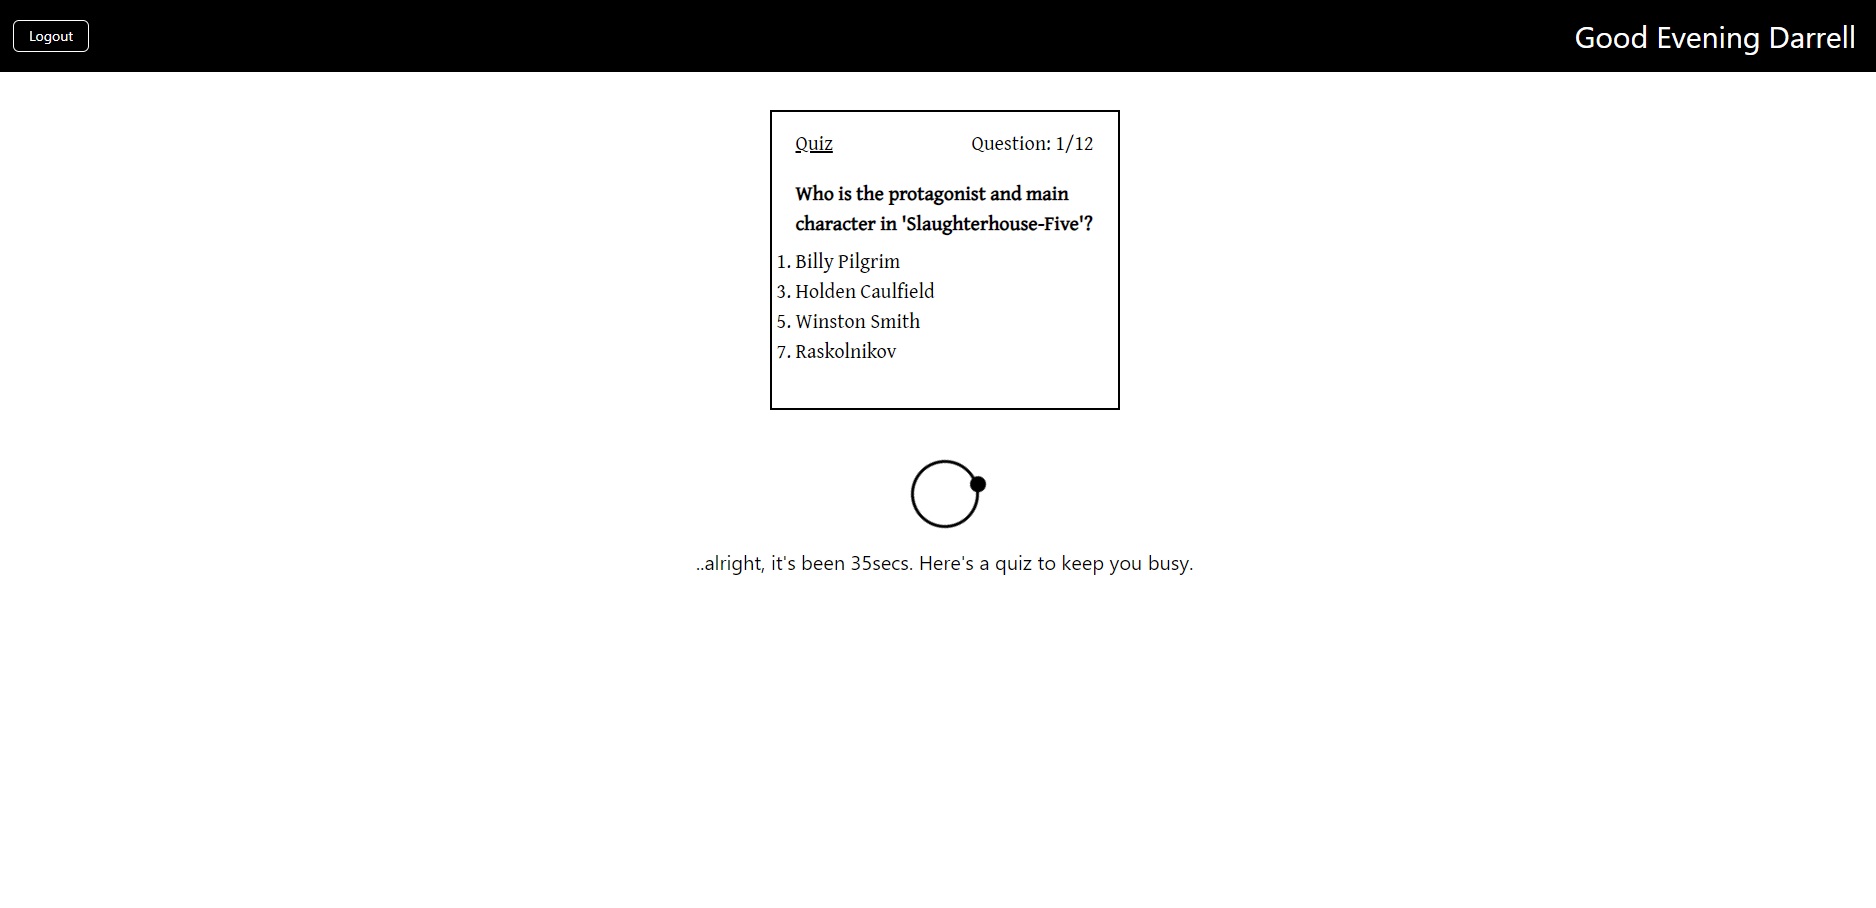 Logout
Good Evening Darrell
Quiz
Question: 1/12
Who is the protagonist and main
character in 'Slaughterhouse-Five'?
1. Billy Pilgrim
3. Holden Caulfield
5. Winston Smith
7. Raskolnikov
..alright, it's been 35secs. Here's a quiz to keep you busy.